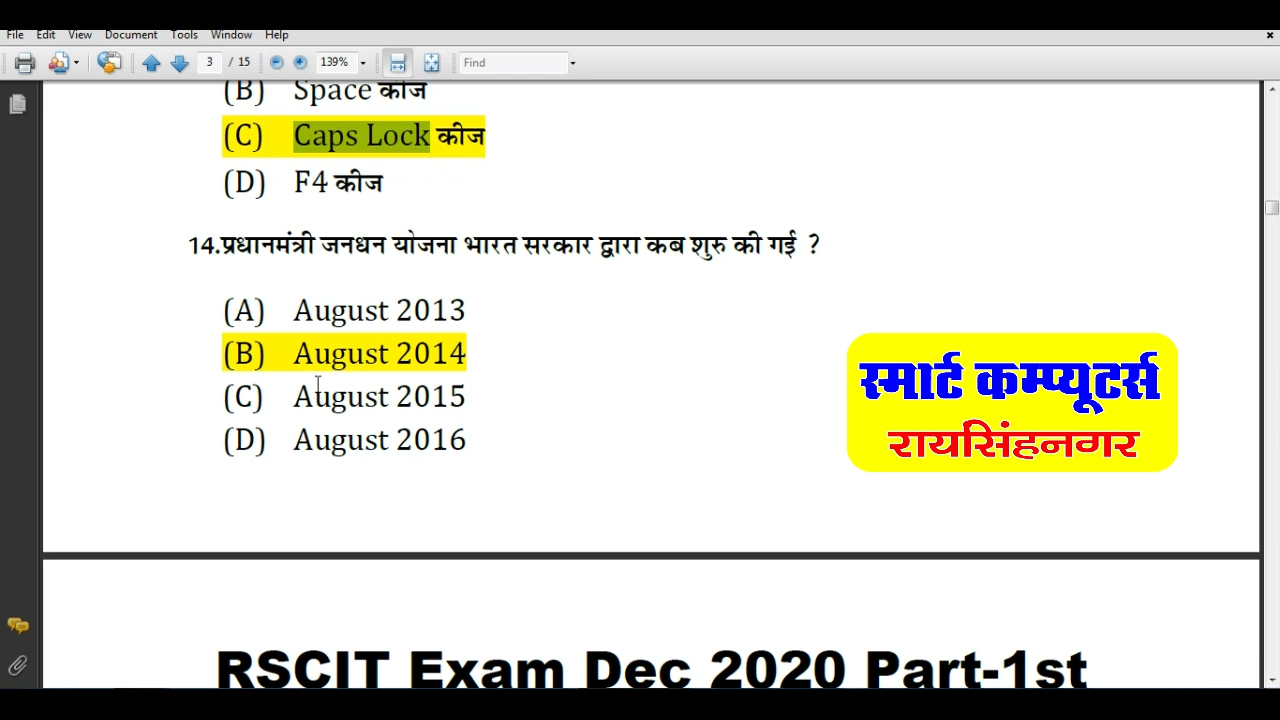 File Edit View Document Tools Window Help
3 / 15 139% Find
(B) Space कीज
(C) Caps Lock कीज
(D) F4 कीज
14.प्रधानमंत्री जनधन योजना भारत सरकार द्वारा कब शुरु की गई ?
(A) August 2013
(B) August 2014
(C) August 2015
(D) August 2016
स्मार्ट कम्प्यूटर्स
रायसिंहनगर
RSCIT Exam Dec 2020 Part-1st